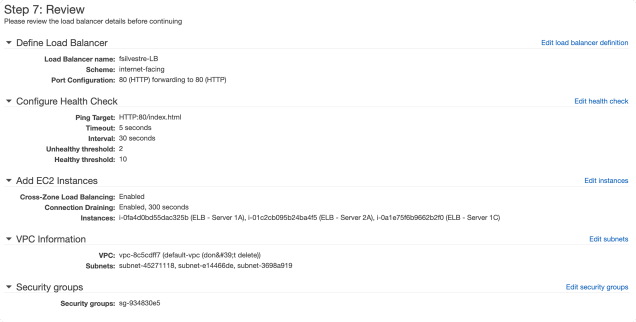 Step 7: Review
Please review the load balancer details before continuing
Define Load Balancer
Edit load balancer definition
Load Balancer name: fsilvestre-LB
Scheme: internet-facing
Port Configuration: 80 (HTTP) forwarding to 80 (HTTP)
Configure Health Check
Edit health check
Ping Target: HTTP:80/index.html
Timeout: 5 seconds
Interval: 30 seconds
Unhealthy threshold: 2
Healthy threshold: 10
Add EC2 Instances
Edit instances
Cross-Zone Load Balancing: Enabled
Connection Draining: Enabled, 300 seconds
Instances: i-0fa4d0bd55dac325b (ELB - Server 1A), i-01c2cb095b24ba4f5 (ELB - Server 2A), i-0a1e75f6b9662b2f0 (ELB - Server 1C)
VPC Information
Edit subnets
VPC: vpc-8c5cdff7 (default-vpc (don&#39;t delete))
Subnets: subnet-45271118, subnet-e14466de, subnet-3698a919
Security groups
Edit security groups
Security groups: sg-934830e5